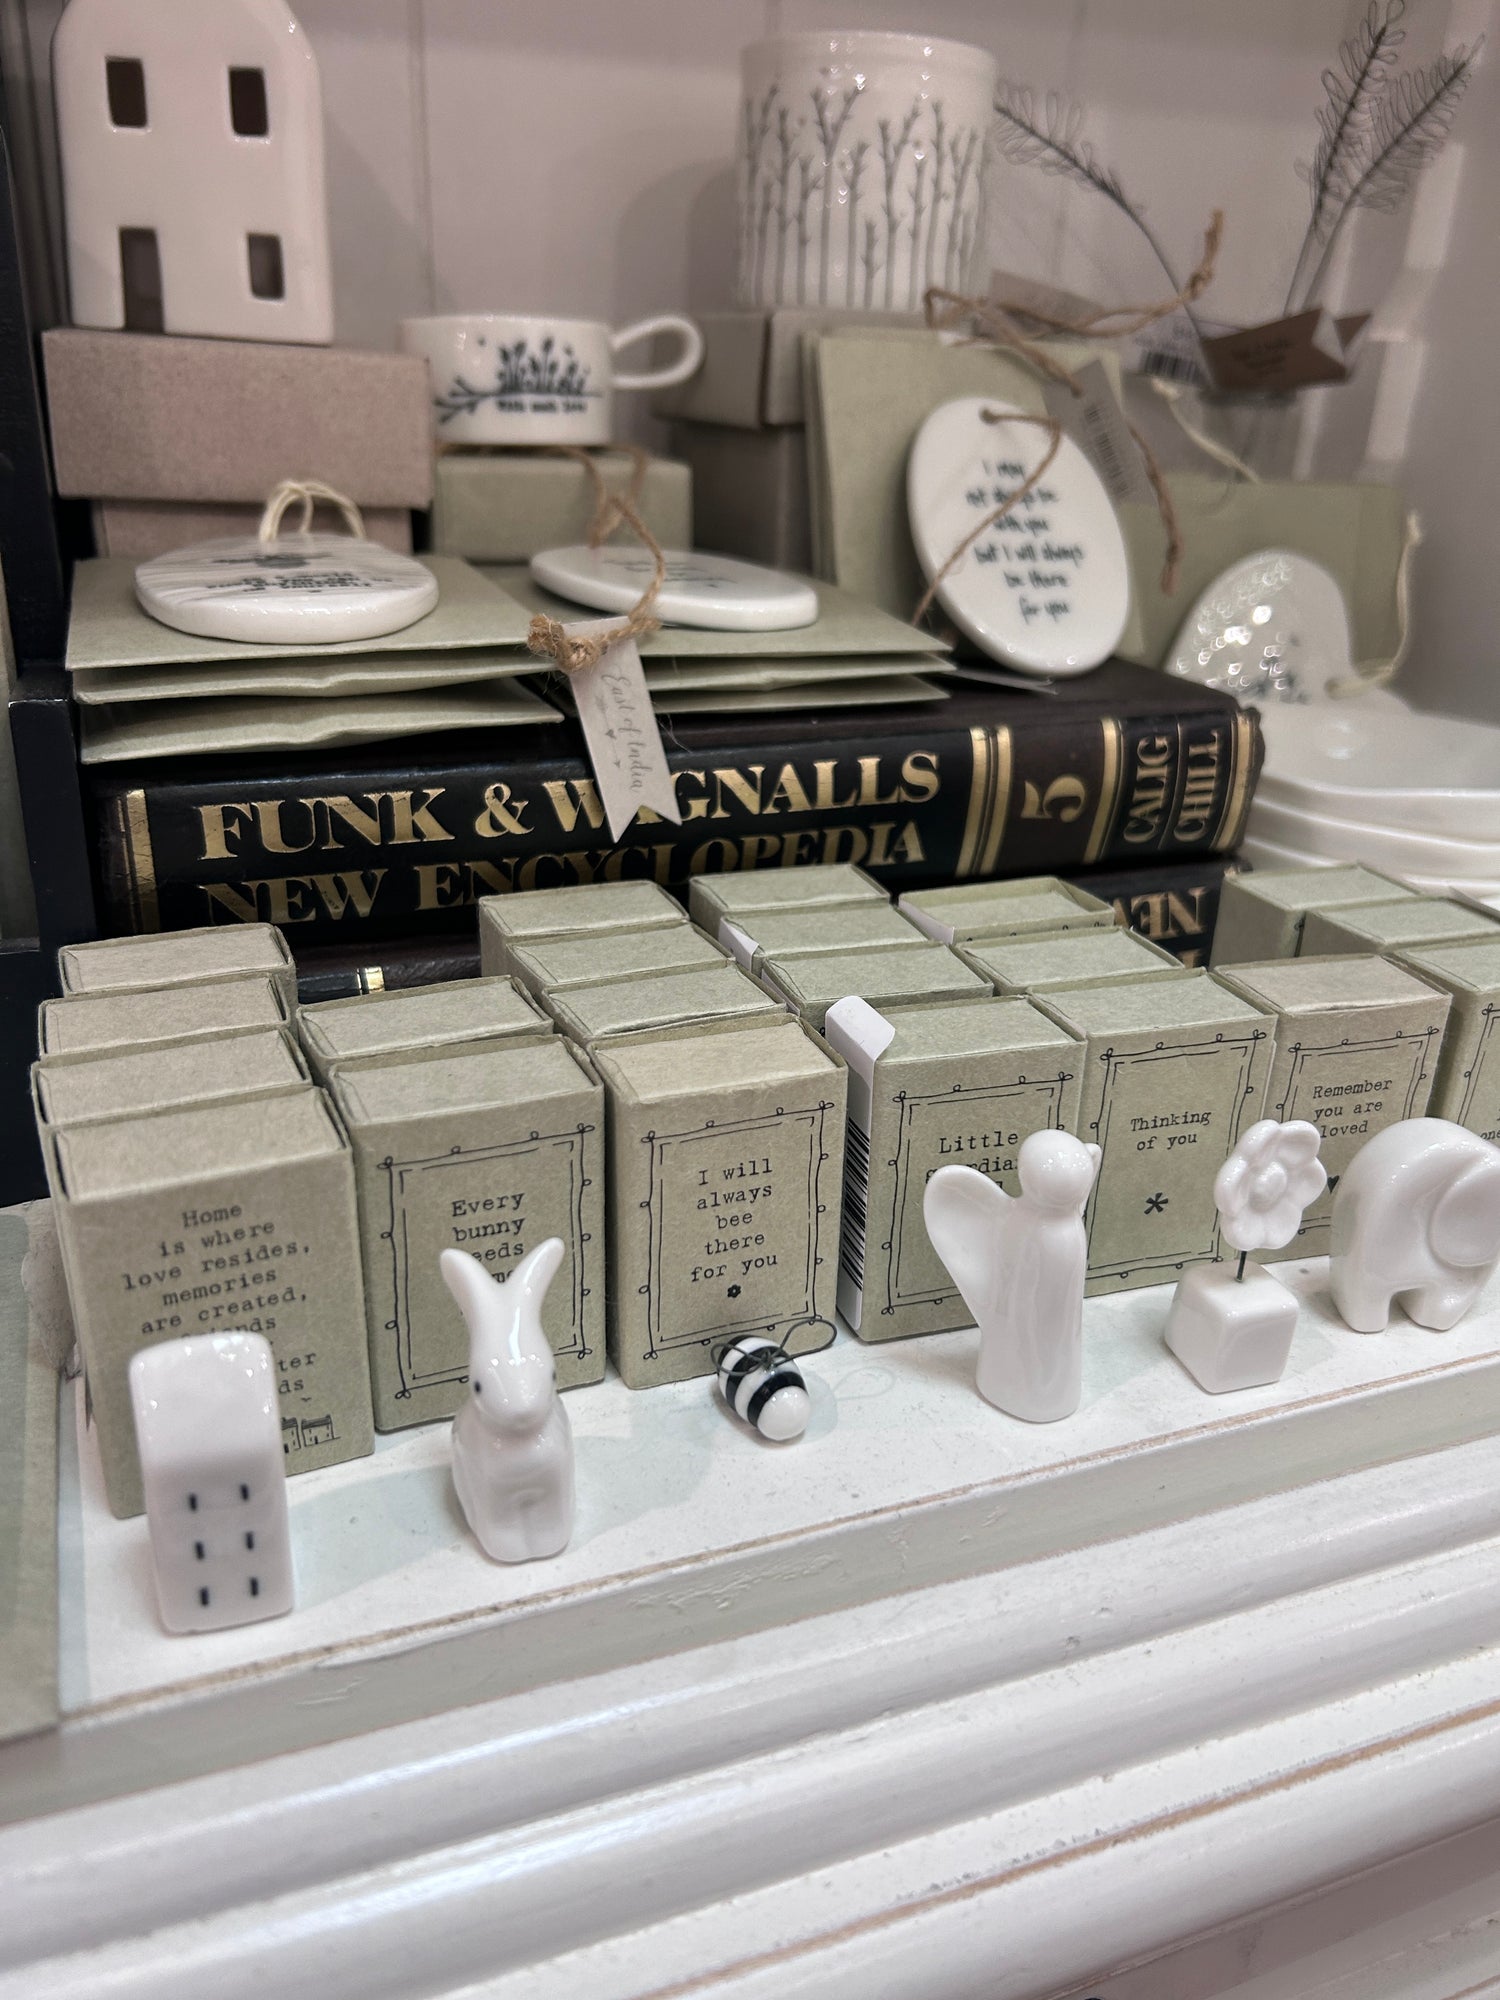 I may
not always be
with you
but I will always
be there
for you
East of India
FUNK & WIGNALLS
NEW ENCYCLOPEDIA
5
CALIG
CHILL
NEW
Home
is where
love resides,
memories
are created,
Every
bunny
I will
always
bee
there
for you
Little
Thinking
of you
*
Remember
you are
loved